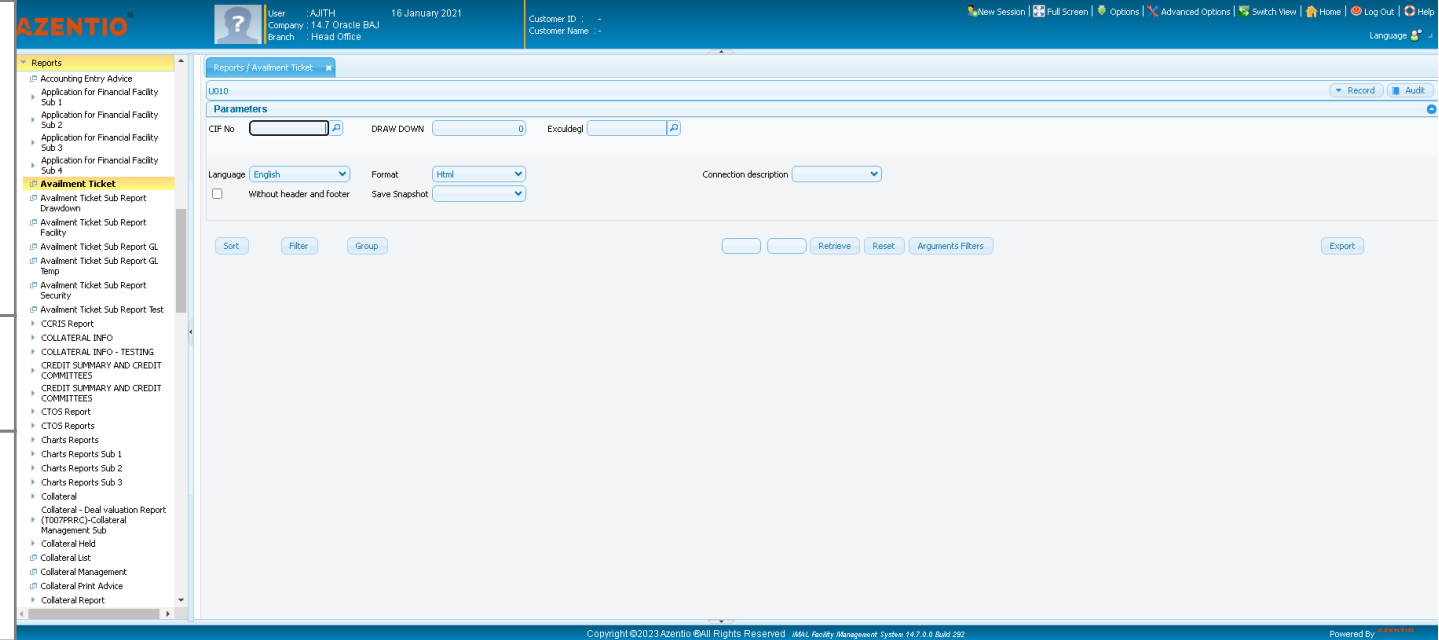 AZENTIO
TM
?
User : AJITH 16 January 2021
Company : 14.7 Oracle BAJ
Branch : Head Office
Customer ID : -
Customer Name : -
New Session | Full Screen | Options | Advanced Options | Switch View | Home | Log Out | Help
Language
Reports
Accounting Entry Advice
Application for Financial Facility
Sub 1
Application for Financial Facility
Sub 2
Application for Financial Facility
Sub 3
Application for Financial Facility
Sub 4
Availment Ticket
Availment Ticket Sub Report
Drawdown
Availment Ticket Sub Report
Facility
Availment Ticket Sub Report GL
Availment Ticket Sub Report GL
Temp
Availment Ticket Sub Report
Security
Availment Ticket Sub Report Test
CCRIS Report
COLLATERAL INFO
COLLATERAL INFO - TESTING
CREDIT SUMMARY AND CREDIT
COMMITTEES
CREDIT SUMMARY AND CREDIT
COMMITTEES
CTOS Report
CTOS Reports
Charts Reports
Charts Reports Sub 1
Charts Reports Sub 2
Charts Reports Sub 3
Collateral
Collateral - Deal valuation Report
(T007PRRC)-Collateral
Management Sub
Collateral Held
Collateral List
Collateral Management
Collateral Print Advice
Collateral Report
Reports / Availment Ticket
U010
Record Audit
Parameters
CIF No DRAW DOWN 0 Exculdegl
Language English Format Html Connection description
Without header and footer Save Snapshot
Sort Filter Group Retrieve Reset Arguments Filters Export
Copyright ©2023 Azentio ®All Rights Reserved iMAL Facility Management System 14.7.0.0 Build 292
Powered By AZENTIO